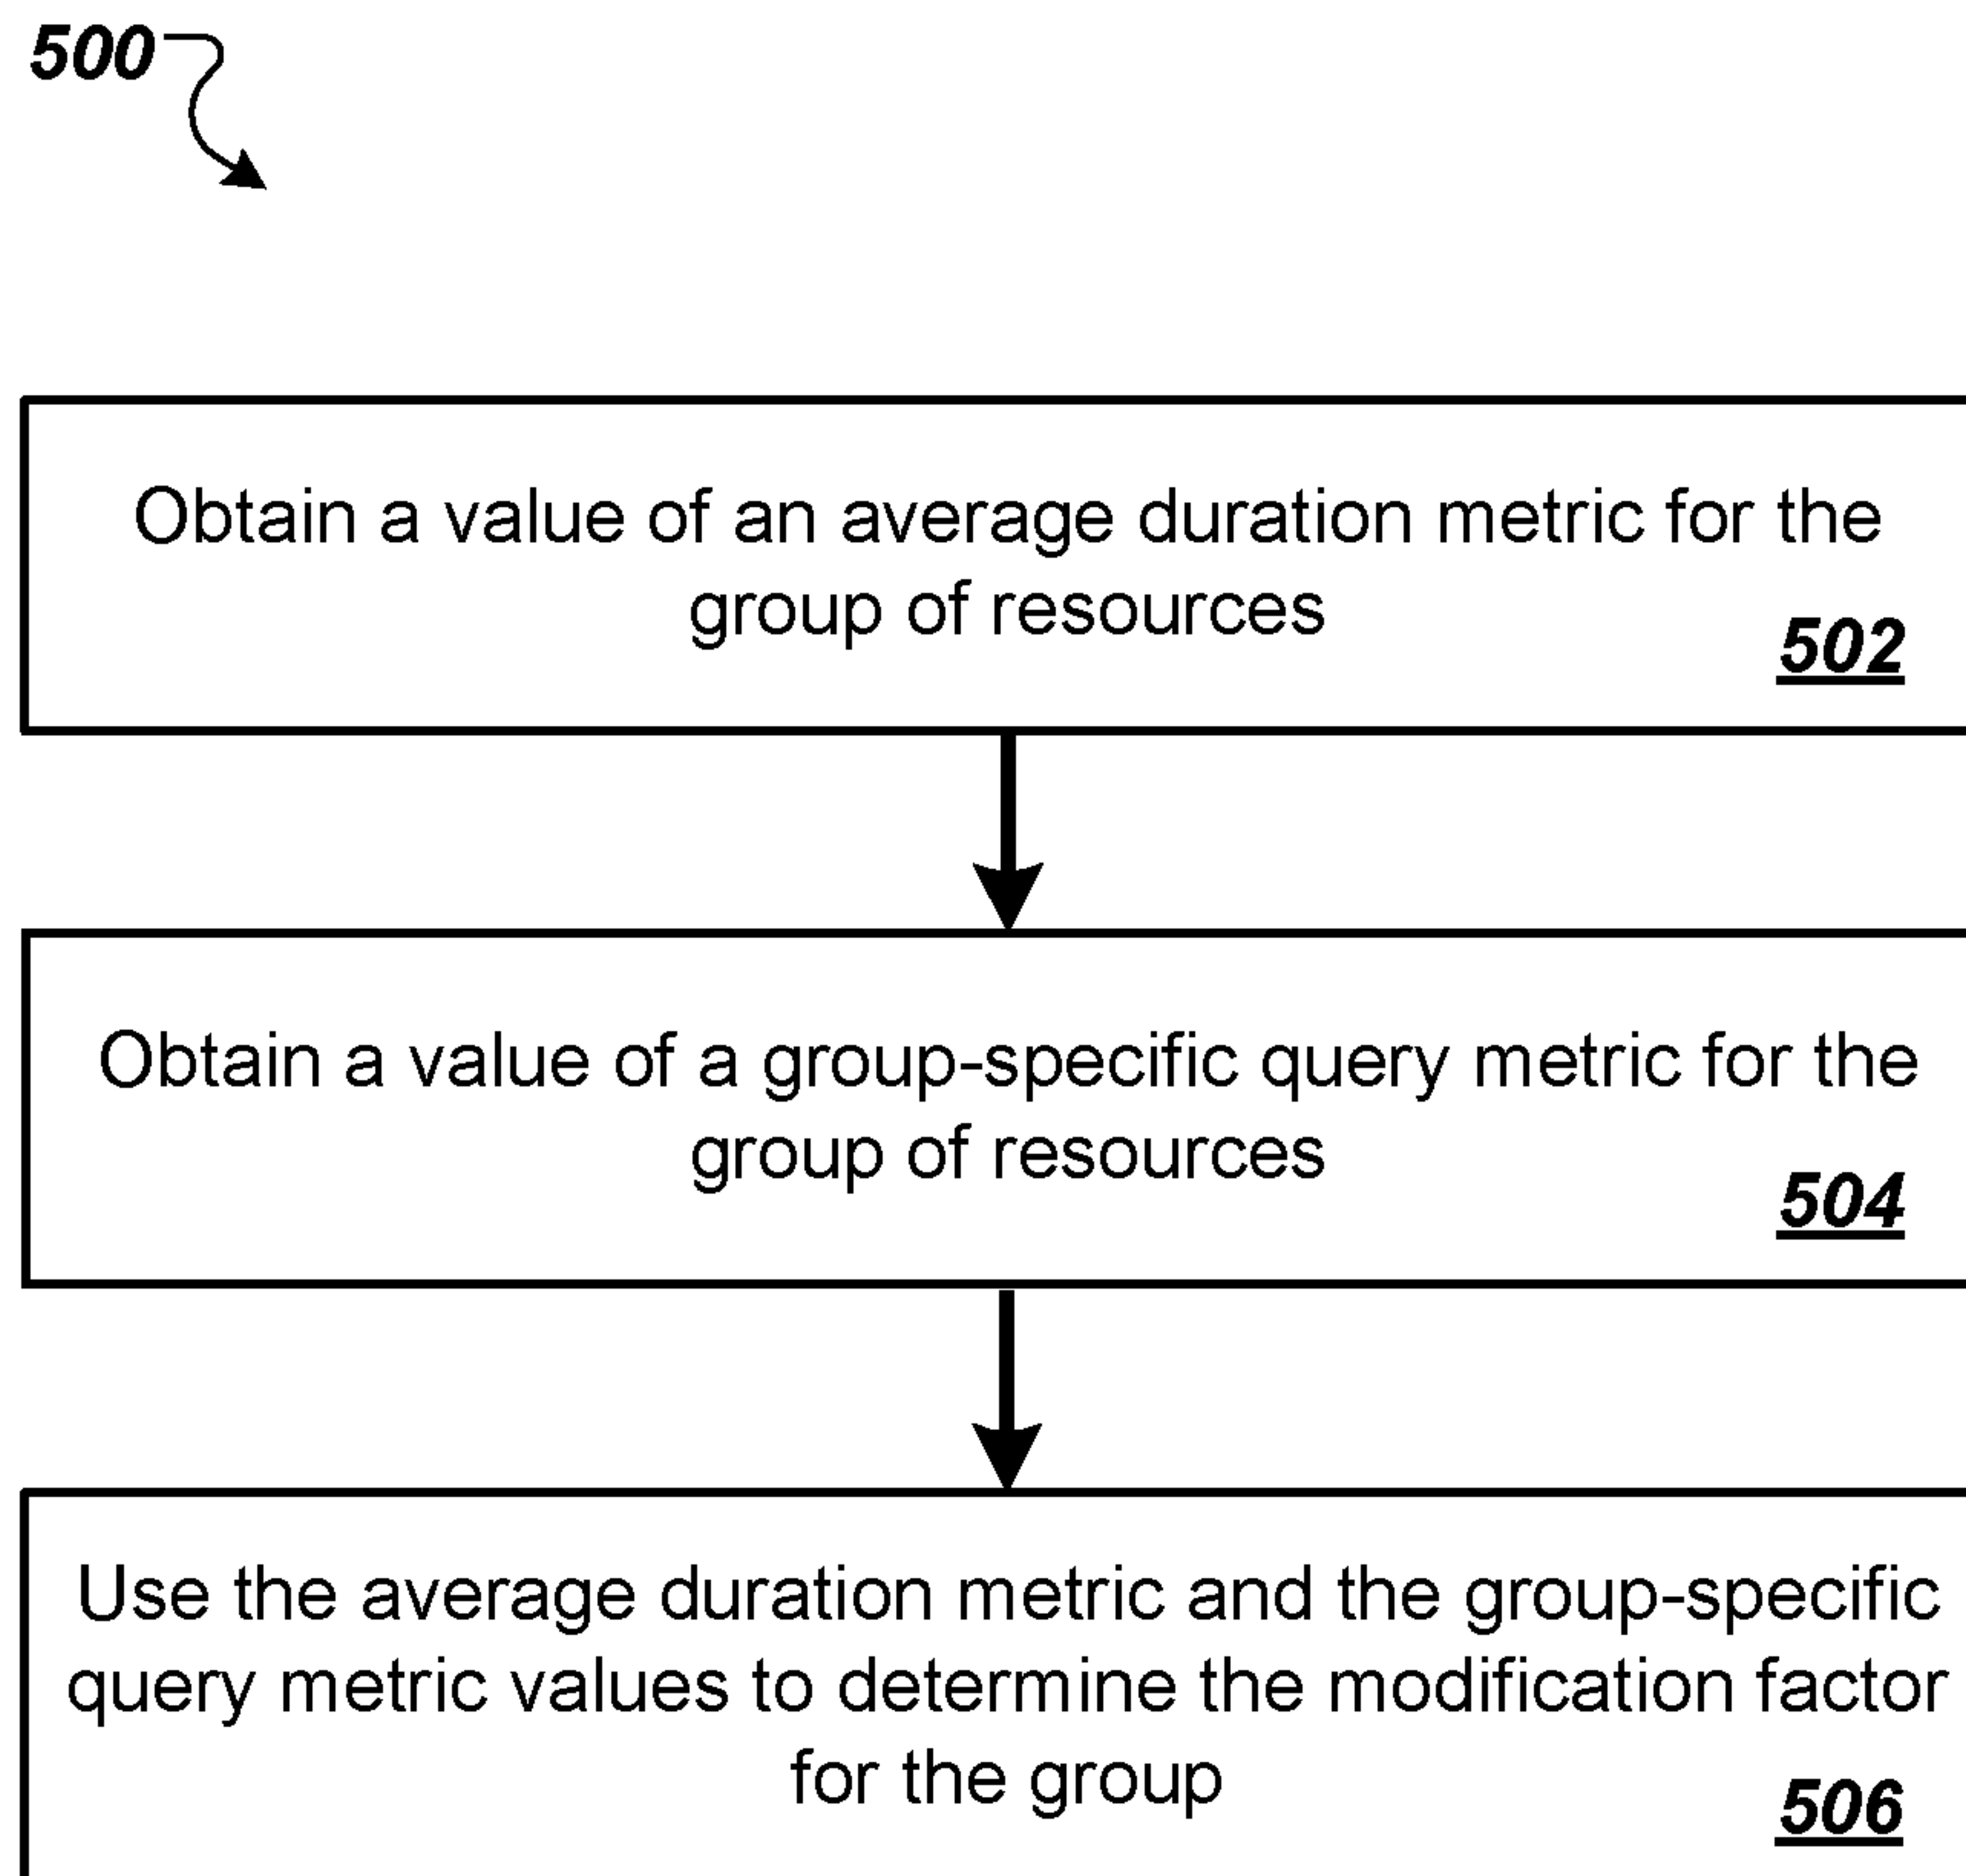 500
Obtain a value of an average duration metric for the
group of resources
502
Obtain a value of a group-specific query metric for the
group of resources
504
Use the average duration metric and the group-specific
query metric values to determine the modification factor
for the group
506